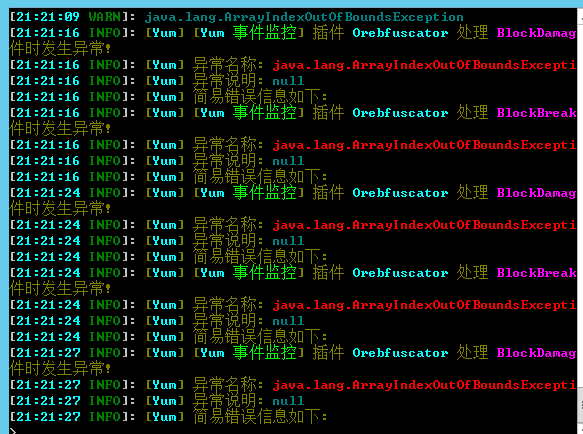 [21:21:09 WARN]: java.lang.ArrayIndexOutOfBoundsException
[21:21:16 INFO]: [Yum] [Yum 事件监控] 插件 Orebfuscator 处理 BlockDamag
件时发生异常!
[21:21:16 INFO]: [Yum] 异常名称: java.lang.ArrayIndexOutOfBoundsExcepti
[21:21:16 INFO]: [Yum] 异常说明: null
[21:21:16 INFO]: [Yum] 简易错误信息如下:
[21:21:16 INFO]: [Yum] [Yum 事件监控] 插件 Orebfuscator 处理 BlockBreak
件时发生异常!
[21:21:16 INFO]: [Yum] 异常名称: java.lang.ArrayIndexOutOfBoundsExcepti
[21:21:16 INFO]: [Yum] 异常说明: null
[21:21:16 INFO]: [Yum] 简易错误信息如下:
[21:21:24 INFO]: [Yum] [Yum 事件监控] 插件 Orebfuscator 处理 BlockDamag
件时发生异常!
[21:21:24 INFO]: [Yum] 异常名称: java.lang.ArrayIndexOutOfBoundsExcepti
[21:21:24 INFO]: [Yum] 异常说明: null
[21:21:24 INFO]: [Yum] 简易错误信息如下:
[21:21:24 INFO]: [Yum] [Yum 事件监控] 插件 Orebfuscator 处理 BlockBreak
件时发生异常!
[21:21:24 INFO]: [Yum] 异常名称: java.lang.ArrayIndexOutOfBoundsExcepti
[21:21:24 INFO]: [Yum] 异常说明: null
[21:21:24 INFO]: [Yum] 简易错误信息如下:
[21:21:27 INFO]: [Yum] [Yum 事件监控] 插件 Orebfuscator 处理 BlockDamag
件时发生异常!
[21:21:27 INFO]: [Yum] 异常名称: java.lang.ArrayIndexOutOfBoundsExcepti
[21:21:27 INFO]: [Yum] 异常说明: null
[21:21:27 INFO]: [Yum] 简易错误信息如下:
>